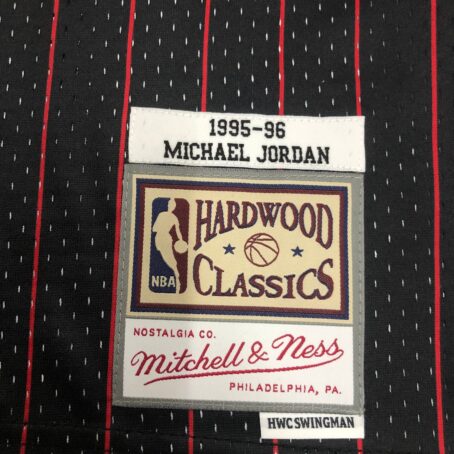 1995-96
MICHAEL JORDAN
HARDWOOD
CLASSICS
NBA
NOSTALGIA CO.
Mitchell & Ness
PHILADELPHIA, PA.
HWC SWINGMAN